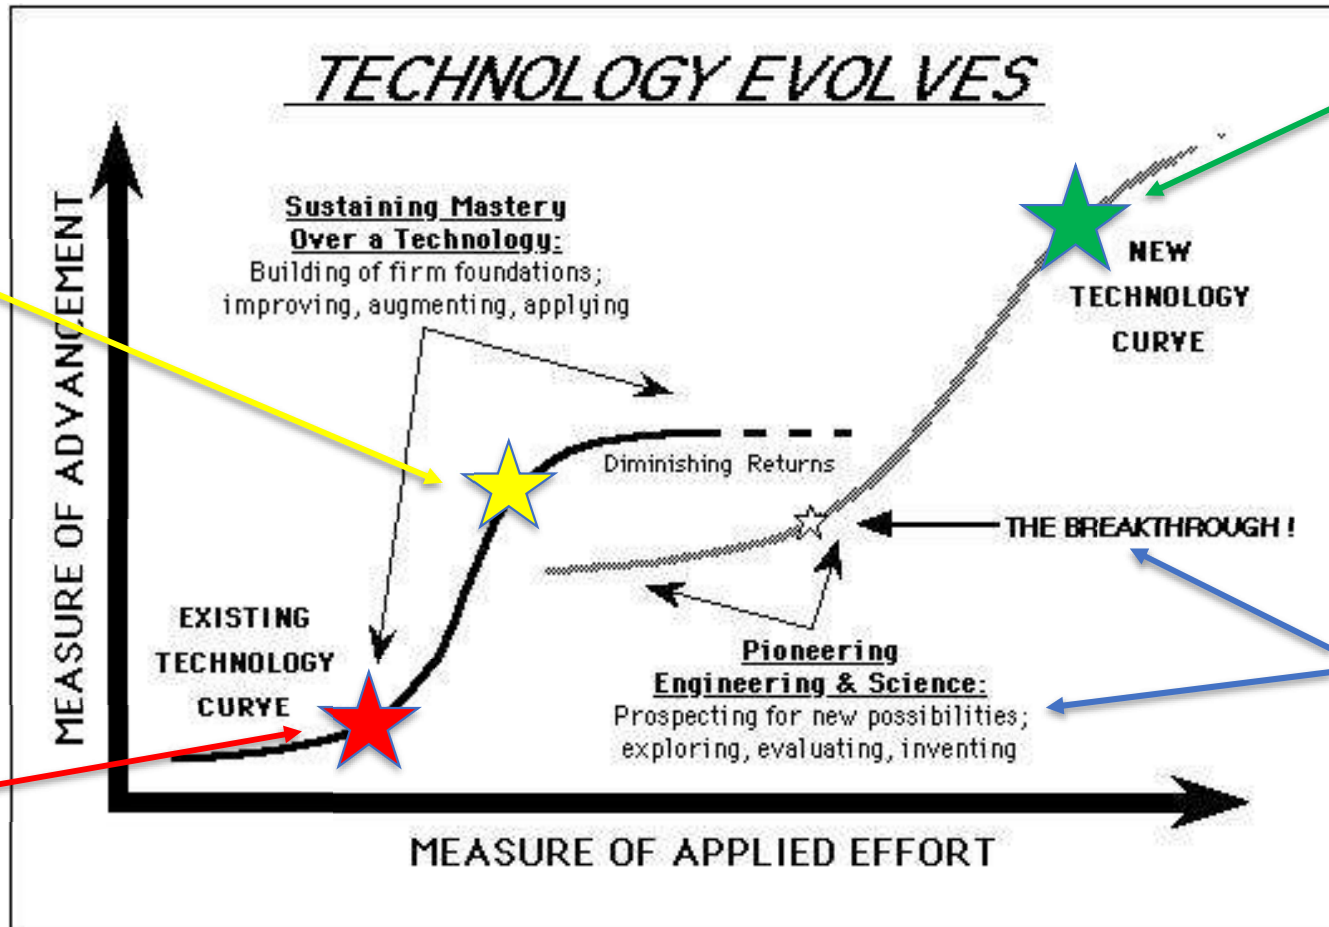 TECHNOLOGY EVOLVES
MEASURE OF ADVANCEMENT
Sustaining Mastery
Over a Technology:
Building of firm foundations;
improving, augmenting, applying
NEW
TECHNOLOGY
CURVE
Diminishing Returns
THE BREAKTHROUGH !
EXISTING
TECHNOLOGY
CURVE
Pioneering
Engineering & Science:
Prospecting for new possibilities;
exploring, evaluating, inventing
MEASURE OF APPLIED EFFORT